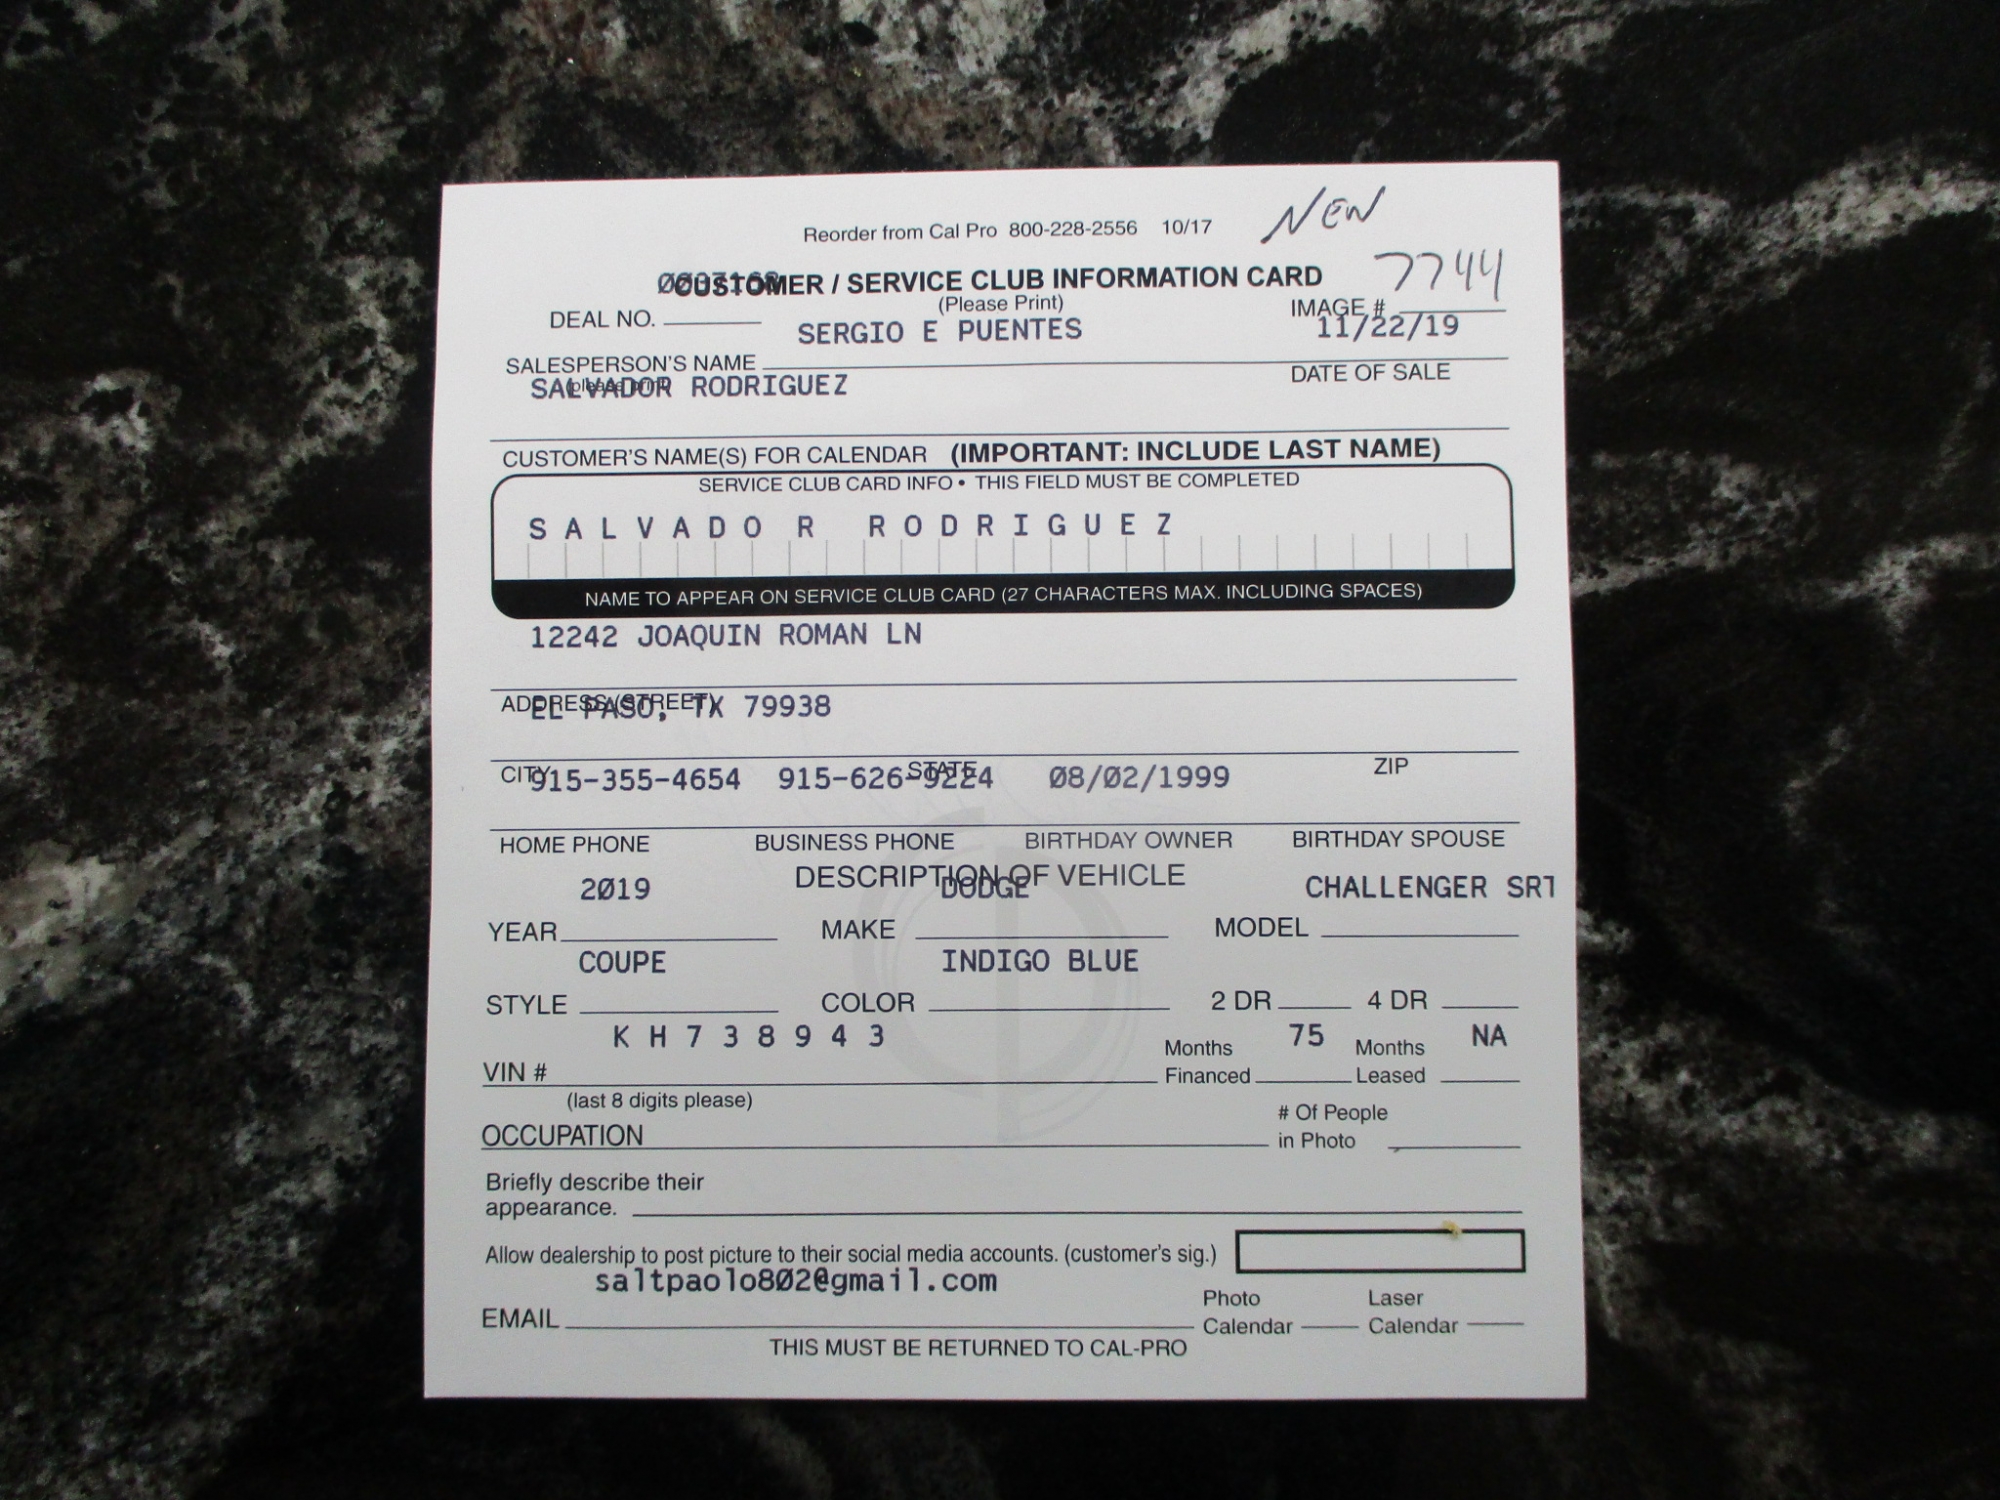 NEW
Reorder from Cal Pro 800-228-2556 10/17
7744
CUSTOMER / SERVICE CLUB INFORMATION CARD
(Please Print)
DEAL NO.
IMAGE #
SERGIO E PUENTES
11/22/19
SALESPERSON'S NAME
(please print)
DATE OF SALE
SALVADOR RODRIGUEZ
CUSTOMER'S NAME(S) FOR CALENDAR (IMPORTANT: INCLUDE LAST NAME)
SERVICE CLUB CARD INFO • THIS FIELD MUST BE COMPLETED
SALVADOR RODRIGUEZ
NAME TO APPEAR ON SERVICE CLUB CARD (27 CHARACTERS MAX. INCLUDING SPACES)
12242 JOAQUIN ROMAN LN
ADDRESS (STREET)
EL PASO, TX 79938
CITY STATE ZIP
915-355-4654 915-626-9224 08/02/1999
HOME PHONE BUSINESS PHONE BIRTHDAY OWNER BIRTHDAY SPOUSE
DESCRIPTION OF VEHICLE
2019 DODGE CHALLENGER SRT
YEAR MAKE MODEL
COUPE INDIGO BLUE
STYLE COLOR 2 DR 4 DR
KH738943 75 NA
VIN # Months Financed Months Leased
(last 8 digits please)
OCCUPATION # Of People in Photo
Briefly describe their
appearance.
Allow dealership to post picture to their social media accounts. (customer's sig.)
saltpaolo802@gmail.com
EMAIL Photo Calendar Laser Calendar
THIS MUST BE RETURNED TO CAL-PRO